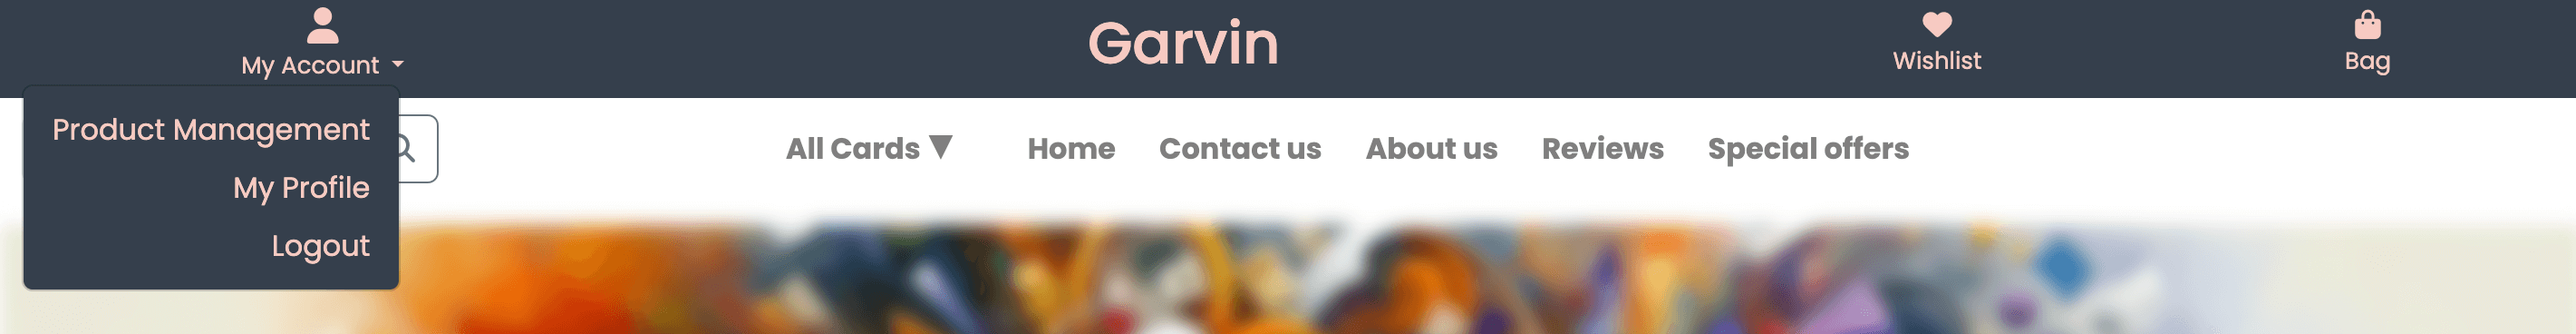 My Account
Garvin
Wishlist
Bag
Product Management
My Profile
Logout
All Cards ▼
Home
Contact us
About us
Reviews
Special offers